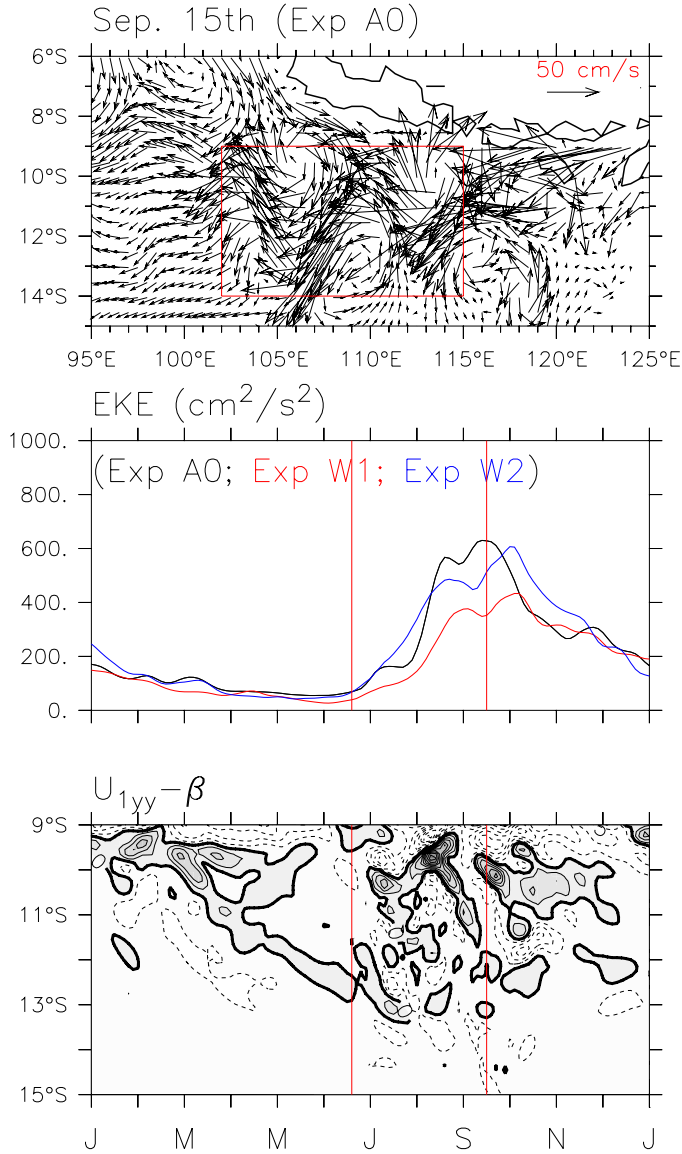 Sep. 15th (Exp A0)
6°S
50 cm/s
8°S
10°S
12°S
14°S
95°E 100°E 105°E 110°E 115°E 120°E 125°E
EKE (cm²/s²)
1000.
(Exp A0; Exp W1; Exp W2)
800.
600.
400.
200.
0.
U₁yy−β
9°S
11°S
13°S
15°S
J M M J S N J